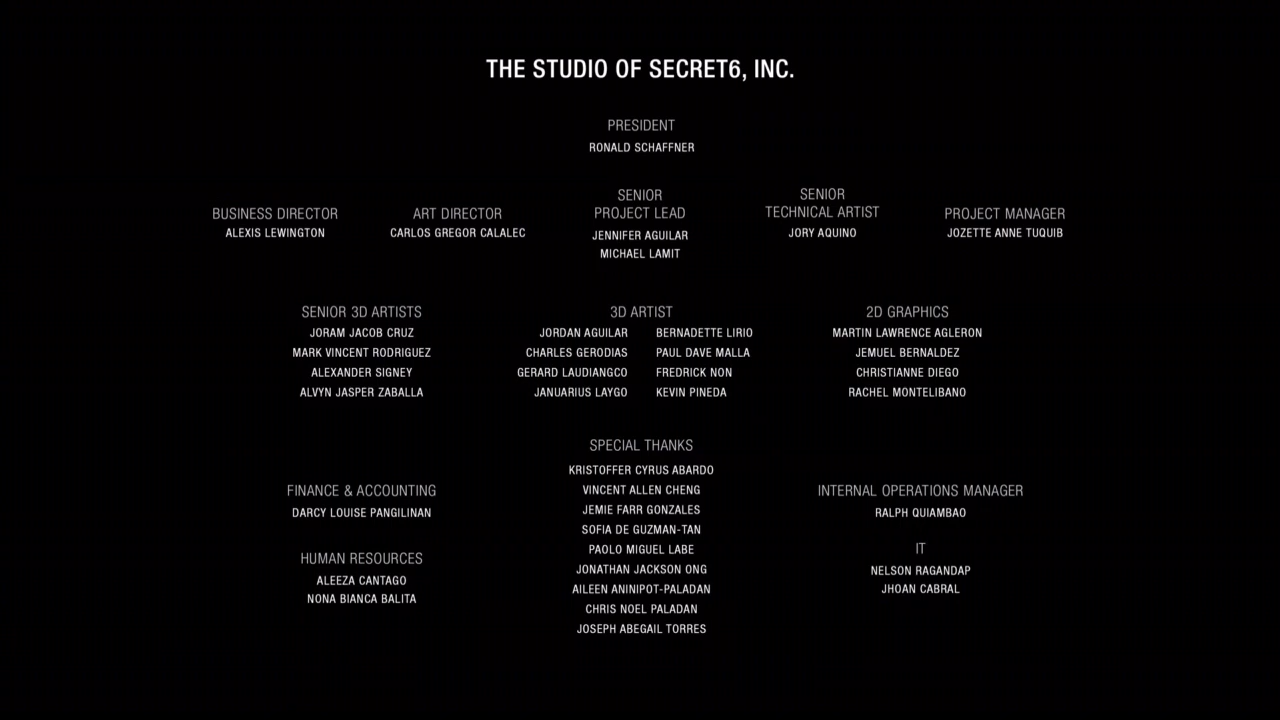 THE STUDIO OF SECRET6, INC.
PRESIDENT
RONALD SCHAFFNER
BUSINESS DIRECTOR
ALEXIS LEWINGTON
ART DIRECTOR
CARLOS GREGOR CALALEC
SENIOR
PROJECT LEAD
JENNIFER AGUILAR
MICHAEL LAMIT
SENIOR
TECHNICAL ARTIST
JORY AQUINO
PROJECT MANAGER
JOZETTE ANNE TUQUIB
SENIOR 3D ARTISTS
JORAM JACOB CRUZ
MARK VINCENT RODRIGUEZ
ALEXANDER SIGNEY
ALVYN JASPER ZABALLA
3D ARTIST
JORDAN AGUILAR
CHARLES GERODIAS
GERARD LAUDIANGCO
JANUARIUS LAYGO
BERNADETTE LIRIO
PAUL DAVE MALLA
FREDRICK NON
KEVIN PINEDA
2D GRAPHICS
MARTIN LAWRENCE AGLERON
JEMUEL BERNALDEZ
CHRISTIANNE DIEGO
RACHEL MONTELIBANO
FINANCE & ACCOUNTING
DARCY LOUISE PANGILINAN
HUMAN RESOURCES
ALEEZA CANTAGO
NONA BIANCA BALITA
SPECIAL THANKS
KRISTOFFER CYRUS ABARDO
VINCENT ALLEN CHENG
JEMIE FARR GONZALES
SOFIA DE GUZMAN-TAN
PAOLO MIGUEL LABE
JONATHAN JACKSON ONG
AILEEN ANINIPOT-PALADAN
CHRIS NOEL PALADAN
JOSEPH ABEGAIL TORRES
INTERNAL OPERATIONS MANAGER
RALPH QUIAMBAO
IT
NELSON RAGANDAP
JHOAN CABRAL